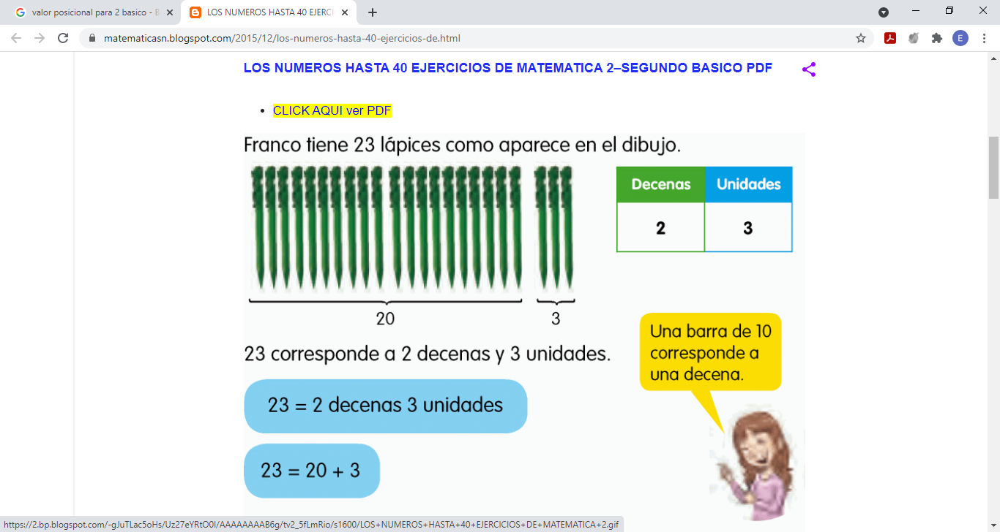 valor posicional para 2 basico - B
LOS NUMEROS HASTA 40 EJERCI
matematicasn.blogspot.com/2015/12/los-numeros-hasta-40-ejercicios-de.html
E
LOS NUMEROS HASTA 40 EJERCICIOS DE MATEMATICA 2–SEGUNDO BASICO PDF
CLICK AQUI ver PDF
Franco tiene 23 lápices como aparece en el dibujo.
Decenas Unidades
2 3
20 3
Una barra de 10
corresponde a
una decena.
23 corresponde a 2 decenas y 3 unidades.
23 = 2 decenas 3 unidades
23 = 20 + 3
https://2.bp.blogspot.com/-gJuTLac5oHs/Uz27eYRtO0I/AAAAAAAAB6g/tv2_5fLmRio/s1600/LOS+NUMEROS+HASTA+40+EJERCICIOS+DE+MATEMATICA+2.gif